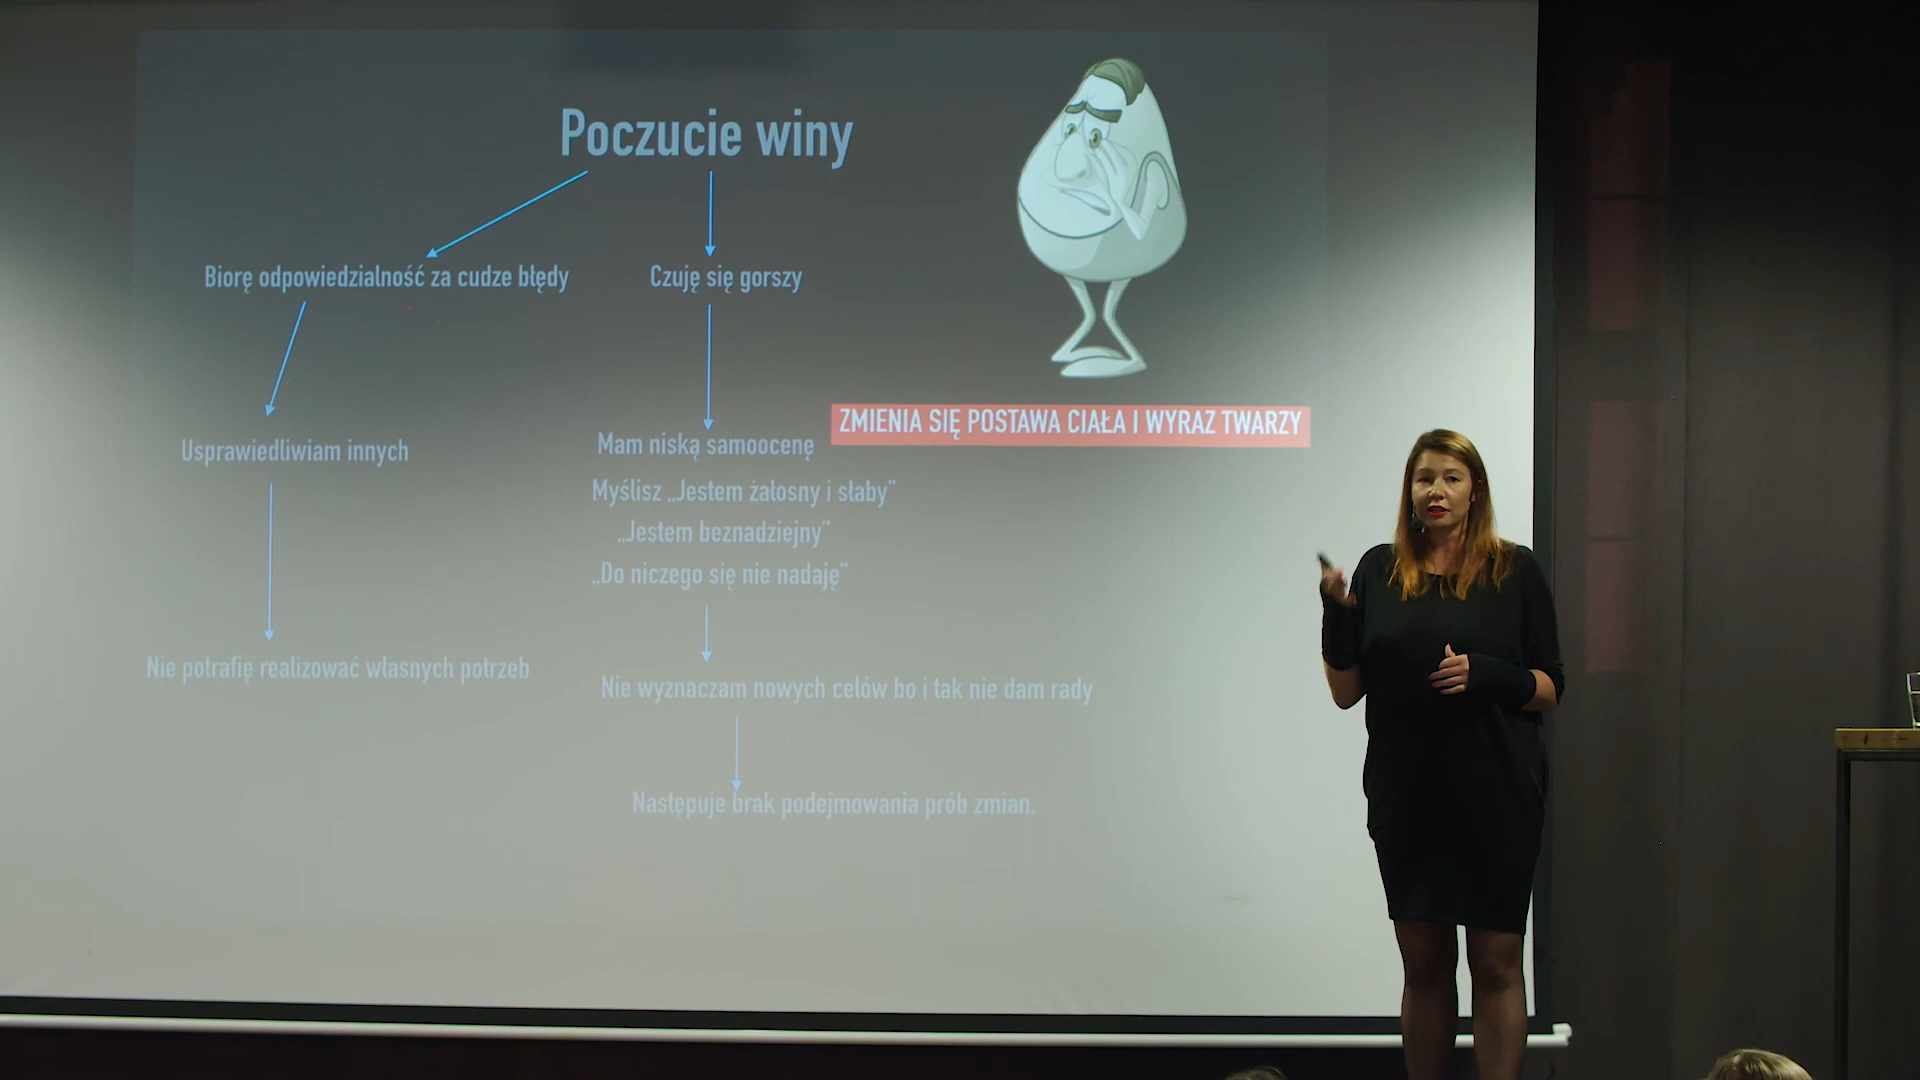 Poczucie winy
Biorę odpowiedzialność za cudze błędy
Czuję się gorszy
ZMIENIA SIĘ POSTAWA CIAŁA I WYRAZ TWARZY
Usprawiedliwiam innych
Mam niską samoocenę
Myślisz „Jestem żałosny i słaby”
„Jestem beznadziejny”
„Do niczego się nie nadaję”
Nie potrafię realizować własnych potrzeb
Nie wyznaczam nowych celów bo i tak nie dam rady
Następuje brak podejmowania prób zmian.